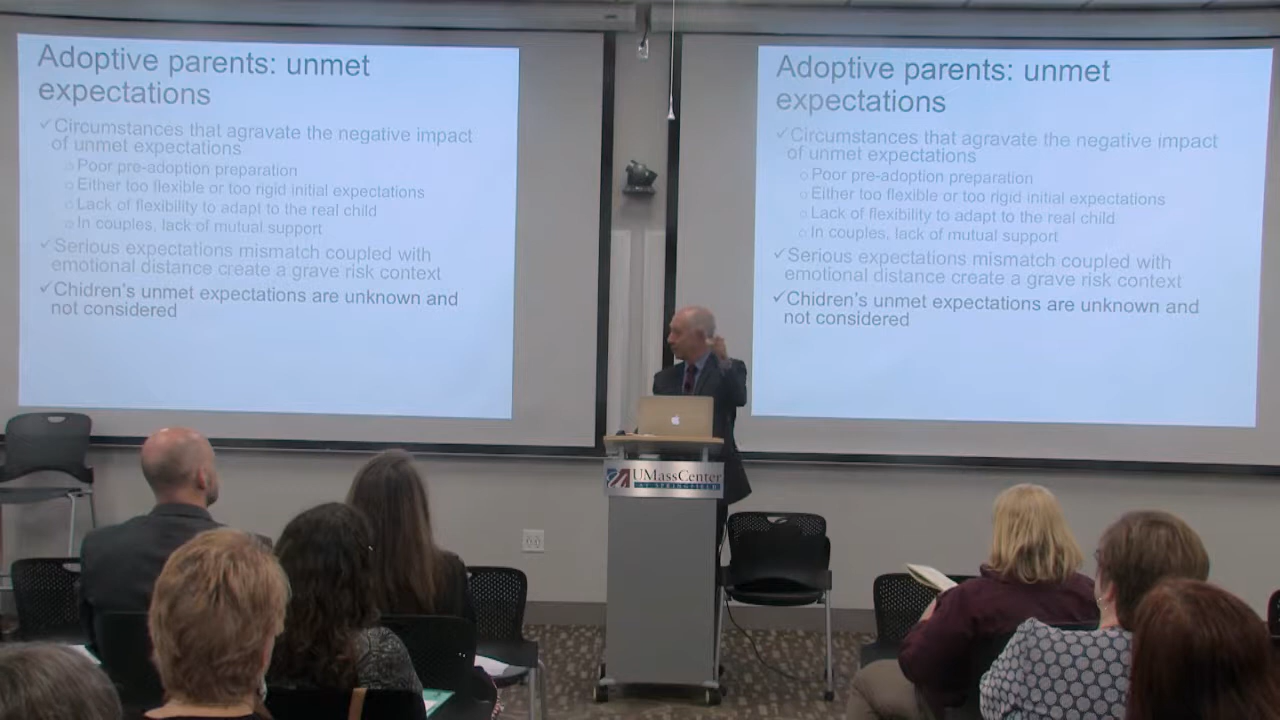 Adoptive parents: unmet
expectations
✓Circumstances that agravate the negative impact
of unmet expectations
○Poor pre-adoption preparation
○Either too flexible or too rigid initial expectations
○Lack of flexibility to adapt to the real child
○In couples, lack of mutual support
✓Serious expectations mismatch coupled with
emotional distance create a grave risk context
✓Chidren's unmet expectations are unknown and
not considered
Adoptive parents: unmet
expectations
✓Circumstances that agravate the negative impact
of unmet expectations
○Poor pre-adoption preparation
○Either too flexible or too rigid initial expectations
○Lack of flexibility to adapt to the real child
○In couples, lack of mutual support
✓Serious expectations mismatch coupled with
emotional distance create a grave risk context
✓Chidren's unmet expectations are unknown and
not considered
UMassCenter
AT SPRINGFIELD